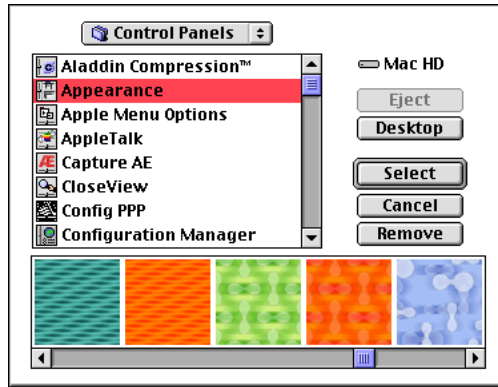 Control Panels
Aladdin Compression™
Mac HD
Appearance
Eject
Apple Menu Options
Desktop
AppleTalk
Capture AE
Select
CloseView
Cancel
Config PPP
Configuration Manager
Remove